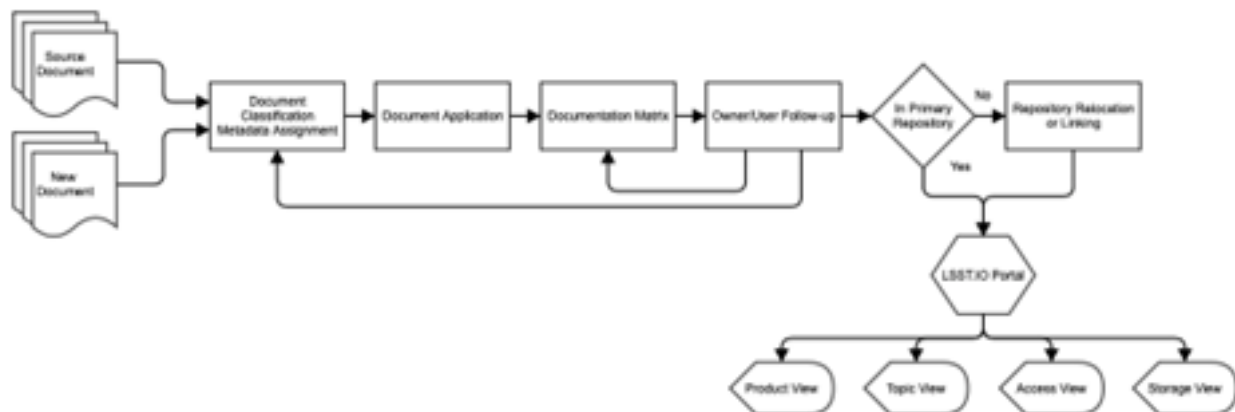 Source
Document
New
Document
Document
Classification
Metadata Assignment
Document Application
Documentation Matrix
Owner/User Follow-up
In Primary
Repository
No
Yes
Repository Relocation
or Linking
LSST.IO Portal
Product View
Topic View
Access View
Storage View